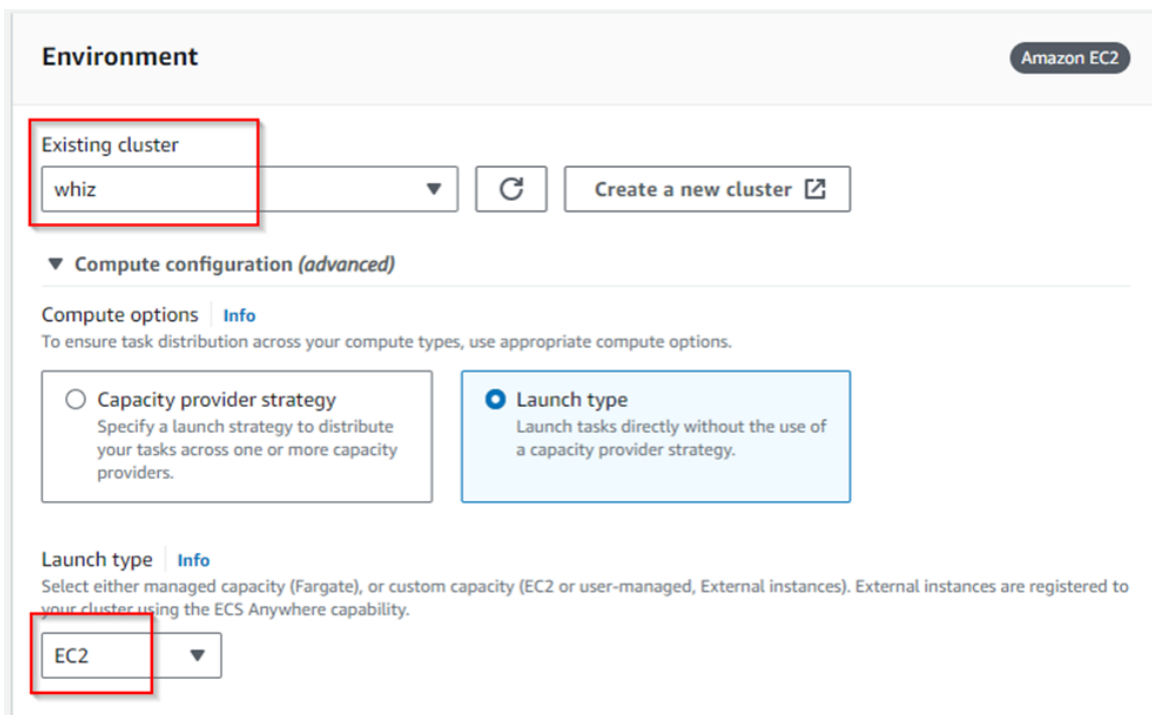 Environment
Amazon EC2
Existing cluster
whiz
Create a new cluster
Compute configuration (advanced)
Compute options Info
To ensure task distribution across your compute types, use appropriate compute options.
Capacity provider strategy
Specify a launch strategy to distribute
your tasks across one or more capacity
providers.
Launch type
Launch tasks directly without the use of
a capacity provider strategy.
Launch type Info
Select either managed capacity (Fargate), or custom capacity (EC2 or user-managed, External instances). External instances are registered to
your cluster using the ECS Anywhere capability.
EC2